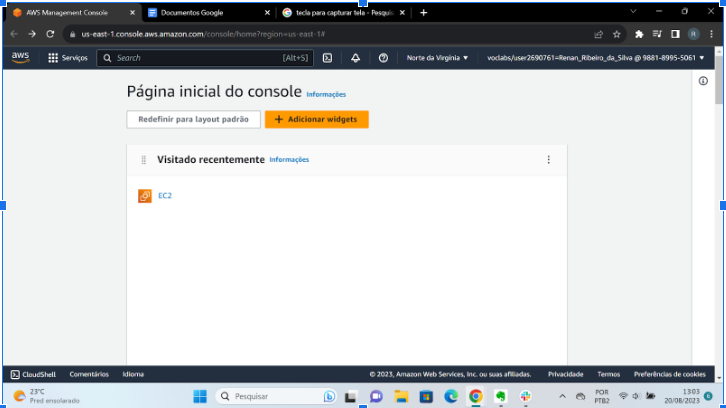 AWS Management Console
Documentos Google
tecla para capturar tela - Pesquis
us-east-1.console.aws.amazon.com/console/home?region=us-east-1#
R
aws
Serviços
Search
[Alt+S]
Norte da Virgínia
voclabs/user2690761=Renan_Ribeiro_da_Silva @ 9881-8995-5061
Página inicial do console
Informações
Redefinir para layout padrão
+ Adicionar widgets
Visitado recentemente
Informações
EC2
CloudShell
Comentários
Idioma
© 2023, Amazon Web Services, Inc. ou suas afiliadas.
Privacidade
Termos
Preferências de cookies
23°C
Pred ensolarado
Pesquisar
POR
PTB2
13:03
20/08/2023